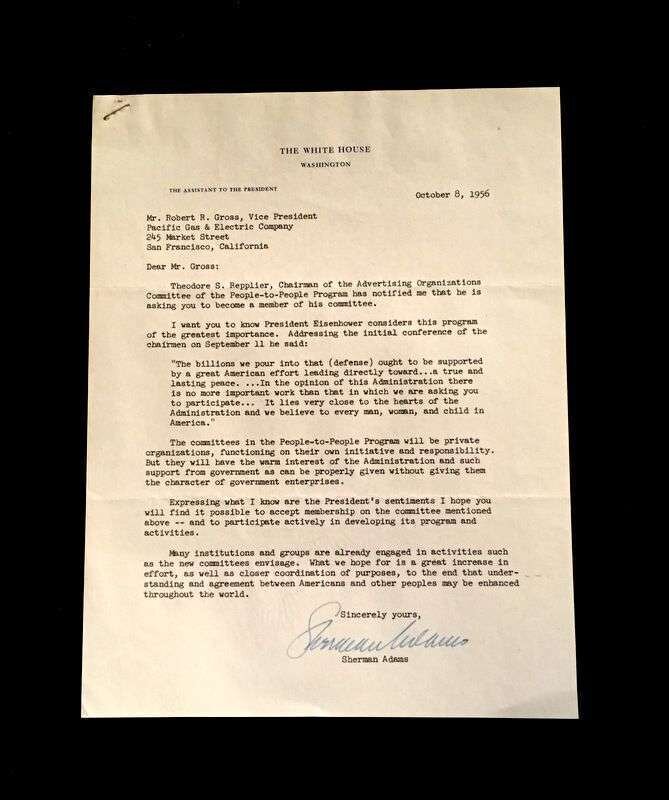 THE WHITE HOUSE
WASHINGTON
THE ASSISTANT TO THE PRESIDENT
October 8, 1956
Mr. Robert R. Gross, Vice President
Pacific Gas & Electric Company
245 Market Street
San Francisco, California
Dear Mr. Gross:
Theodore S. Repplier, Chairman of the Advertising Organizations
Committee of the People-to-People Program has notified me that he is
asking you to become a member of his committee.
I want you to know President Eisenhower considers this program
of the greatest importance. Addressing the initial conference of the
chairmen on September 11 he said:
"The billions we pour into that (defense) ought to be supported
by a great American effort leading directly toward...a true and
lasting peace. ...In the opinion of this Administration there
is no more important work than that in which we are asking you
to participate... It lies very close to the hearts of the
Administration and we believe to every man, woman, and child in
America."
The committees in the People-to-People Program will be private
organizations, functioning on their own initiative and responsibility.
But they will have the warm interest of the Administration and such
support from government as can be properly given without giving them
the character of government enterprises.
Expressing what I know are the President's sentiments I hope you
will find it possible to accept membership on the committee mentioned
above -- and to participate actively in developing its program and
activities.
Many institutions and groups are already engaged in activities such
as the new committees envisage. What we hope for is a great increase in
effort, as well as closer coordination of purposes, to the end that under-
standing and agreement between Americans and other peoples may be enhanced
throughout the world.
Sincerely yours,
Sherman Adams
Sherman Adams